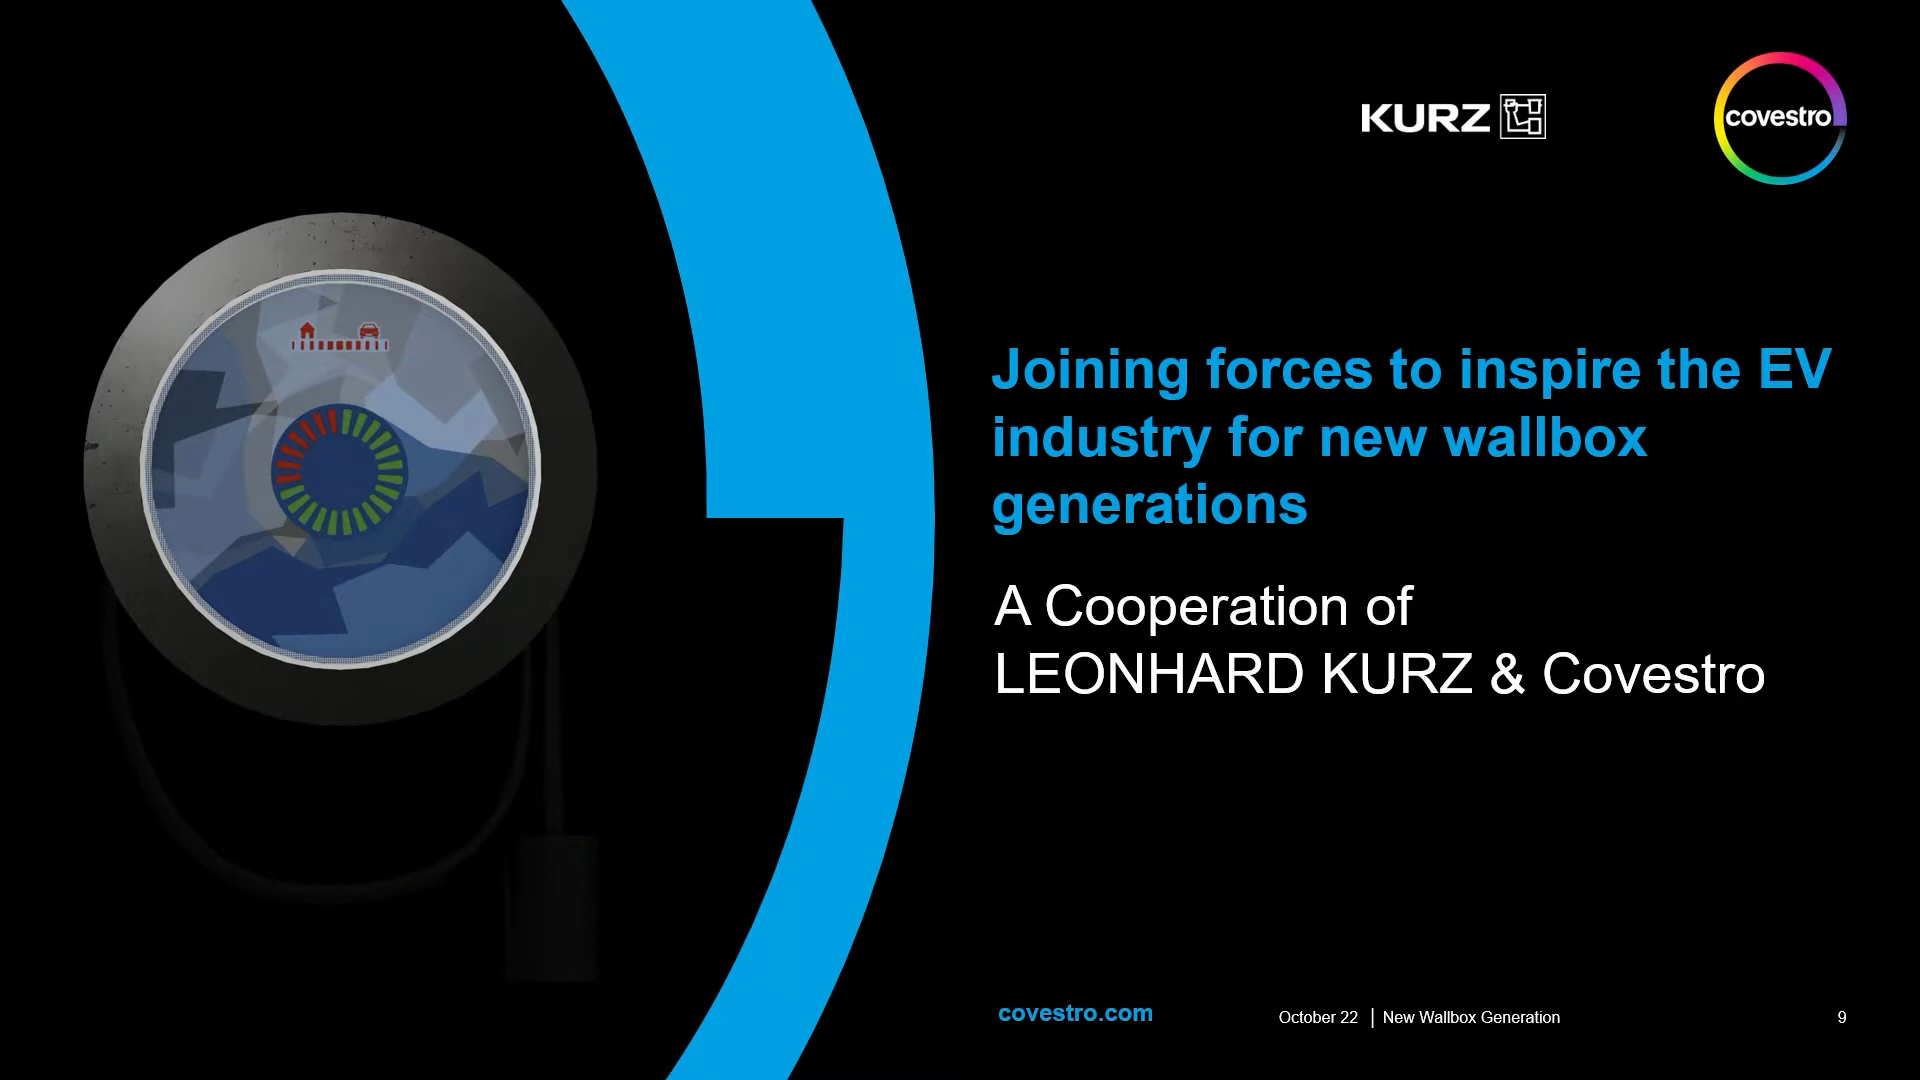 KURZ
covestro
Joining forces to inspire the EV
industry for new wallbox
generations
A Cooperation of
LEONHARD KURZ & Covestro
covestro.com
October 22 | New Wallbox Generation
9